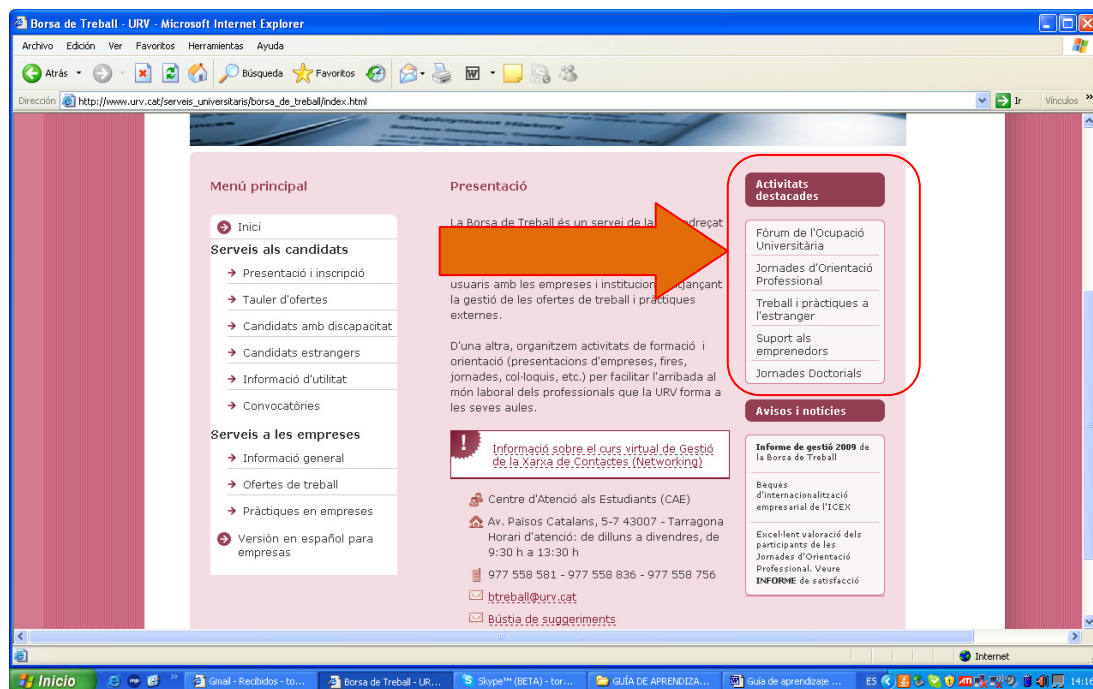 Borsa de Treball - URV - Microsoft Internet Explorer
Archivo Edición Ver Favoritos Herramientas Ayuda
Atrás Búsqueda Favoritos
Dirección http://www.urv.cat/serveis_universitaris/borsa_de_treball/index.html Ir Vínculos »
Employment History
Menú principal
Inici
Serveis als candidats
Presentació i inscripció
Tauler d'ofertes
Candidats amb discapacitat
Candidats estrangers
Informació d'utilitat
Convocatòries
Serveis a les empreses
Informació general
Ofertes de treball
Pràctiques en empreses
Versión en español para
empresas
Presentació
La Borsa de Treball és un servei de la
usuaris amb les empreses i
la gestió de les ofertes de treball i pràctiques
externes.
D'una altra, organitzem activitats de formació i
orientació (presentacions d'empreses, fires,
jornades, col·loquis, etc.) per facilitar l'arribada al
món laboral dels professionals que la URV forma a
les seves aules.
Informació sobre el curs virtual de Gestió
de la Xarxa de Contactes (Networking)
Centre d'Atenció als Estudiants (CAE)
Av. Països Catalans, 5-7 43007 - Tarragona
Horari d'atenció: de dilluns a divendres, de
9:30 h a 13:30 h
977 558 581 - 977 558 836 - 977 558 756
btreball@urv.cat
Bústia de suggeriments
Activitats
destacades
Fòrum de l'Ocupació
Universitària
Jornades d'Orientació
Professional
Treball i pràctiques a
l'estranger
Suport als
emprenedors
Jornades Doctorials
Avisos i notícies
Informe de gestió 2009 de
la Borsa de Treball
Beques
d'internacionalització
empresarial de l'ICEX
Excel·lent valoració dels
participants de les
Jornades d'Orientació
Professional. Veure
INFORME de satisfacció
Internet
Inicio » Gmail - Recibidos - to... Borsa de Treball - UR... Skype™ (BETA) - tor... GUÍA DE APRENDIZA... Guia de aprendizaje ... ES 14:16